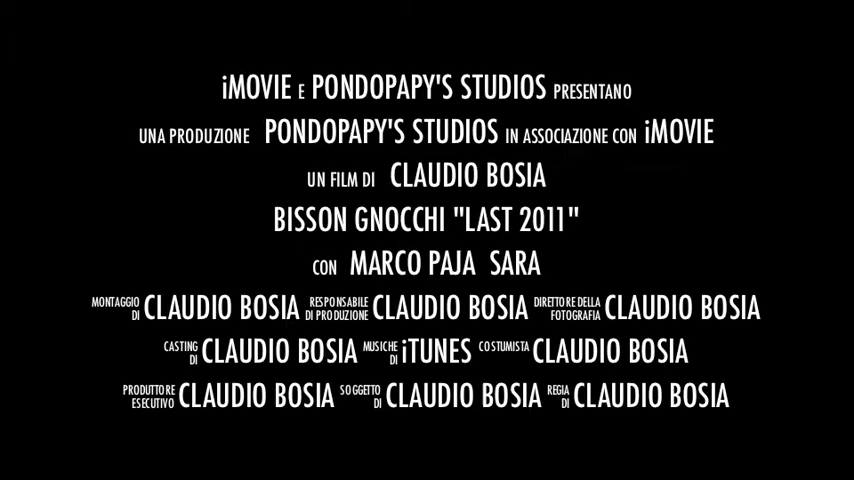 iMOVIE E PONDOPAPY'S STUDIOS PRESENTANO
UNA PRODUZIONE PONDOPAPY'S STUDIOS IN ASSOCIAZIONE CON iMOVIE
UN FILM DI CLAUDIO BOSIA
BISSON GNOCCHI "LAST 2011"
CON MARCO PAJA SARA
MONTAGGIO DI CLAUDIO BOSIA RESPONSABILE DI PRODUZIONE CLAUDIO BOSIA DIRETTORE DELLA FOTOGRAFIA CLAUDIO BOSIA
CASTING DI CLAUDIO BOSIA MUSICHE DI iTUNES COSTUMISTA CLAUDIO BOSIA
PRODUTTORE ESECUTIVO CLAUDIO BOSIA SOGGETTO DI CLAUDIO BOSIA REGIA DI CLAUDIO BOSIA